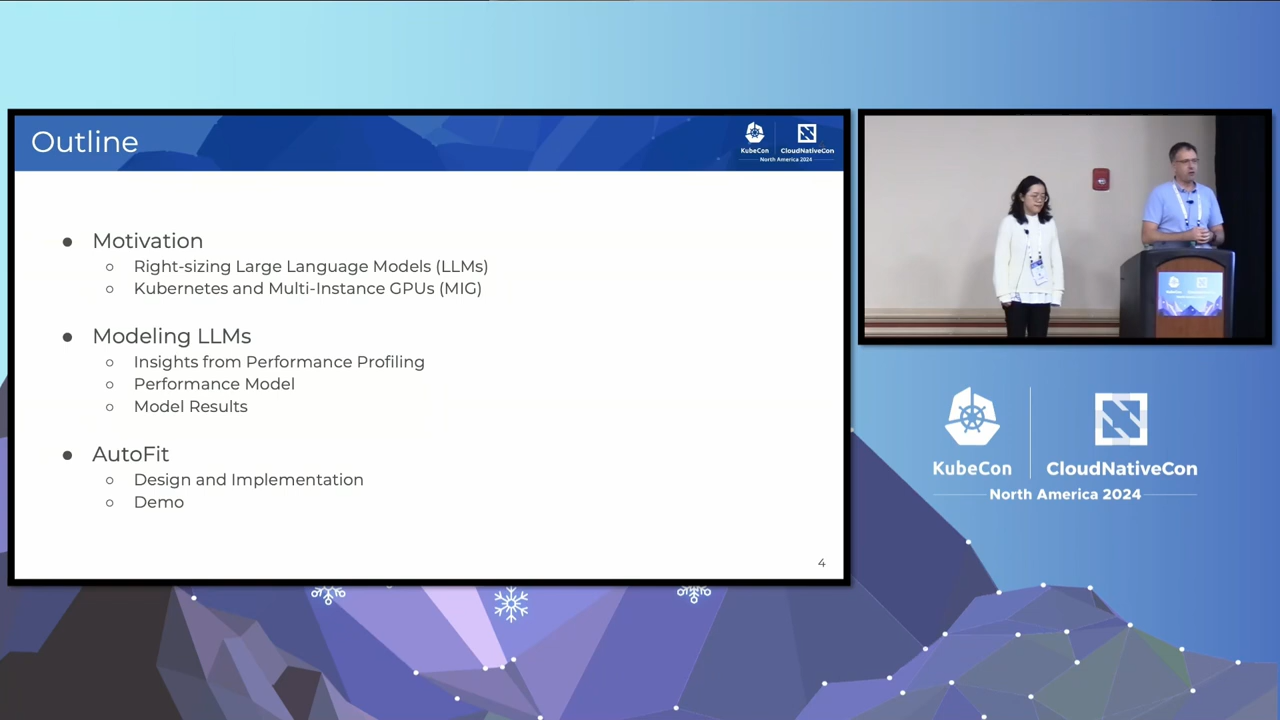 Outline
KubeCon
CloudNativeCon
North America 2024
● Motivation
○ Right-sizing Large Language Models (LLMs)
○ Kubernetes and Multi-Instance GPUs (MIG)
● Modeling LLMs
○ Insights from Performance Profiling
○ Performance Model
○ Model Results
● AutoFit
○ Design and Implementation
○ Demo
4
KubeCon
CloudNativeCon
North America 2024